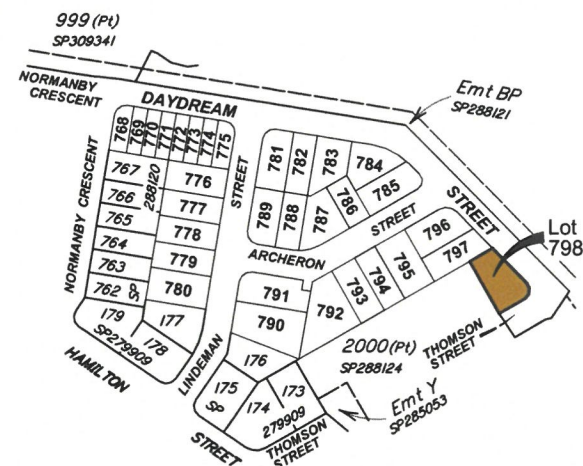 999 (Pt)
SP309341
NORMANBY
CRESCENT
DAYDREAM
Emt BP
SP288121
768
769
770
771
772
773
774
775
781
782
783
784
785
786
787
788
789
767
766
765
764
763
762
NORMANBY CRESCENT
288120
SP
776
777
778
779
780
STREET
ARCHERON
STREET
STREET
796
797
Lot
798
795
794
793
792
791
790
179
SP279909
178
177
HAMILTON
LINDEMAN
176
175
SP
174
173
279909
2000 (Pt)
SP288124
THOMSON
STREET
Emt Y
SP285053
STREET
THOMSON
STREET